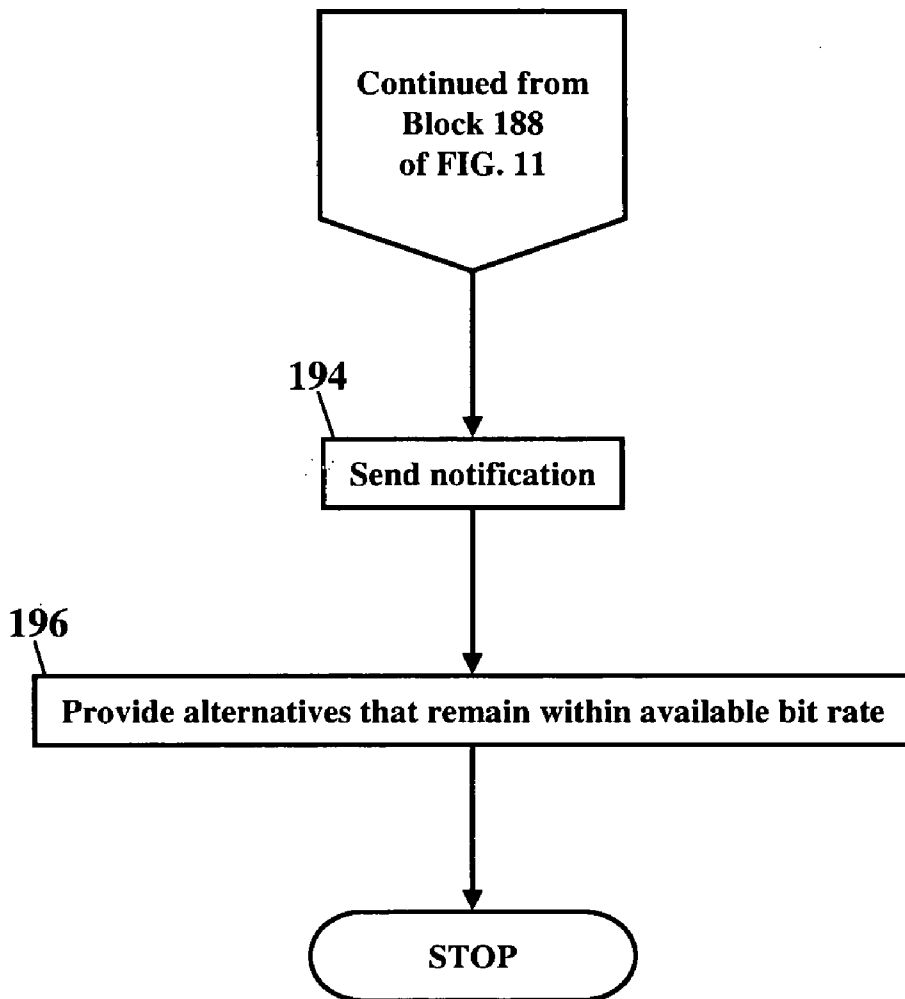 Continued from
Block 188
of FIG. 11
194
Send notification
196
Provide alternatives that remain within available bit rate
STOP